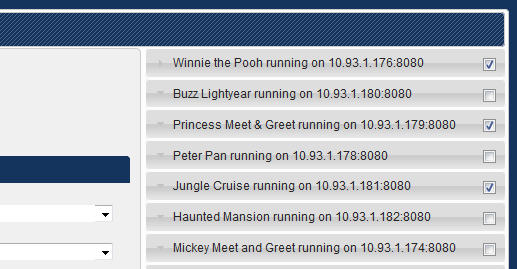 Winnie the Pooh running on 10.93.1.176:8080
Buzz Lightyear running on 10.93.1.180:8080
Princess Meet & Greet running on 10.93.1.179:8080
Peter Pan running on 10.93.1.178:8080
Jungle Cruise running on 10.93.1.181:8080
Haunted Mansion running on 10.93.1.182:8080
Mickey Meet and Greet running on 10.93.1.174:8080